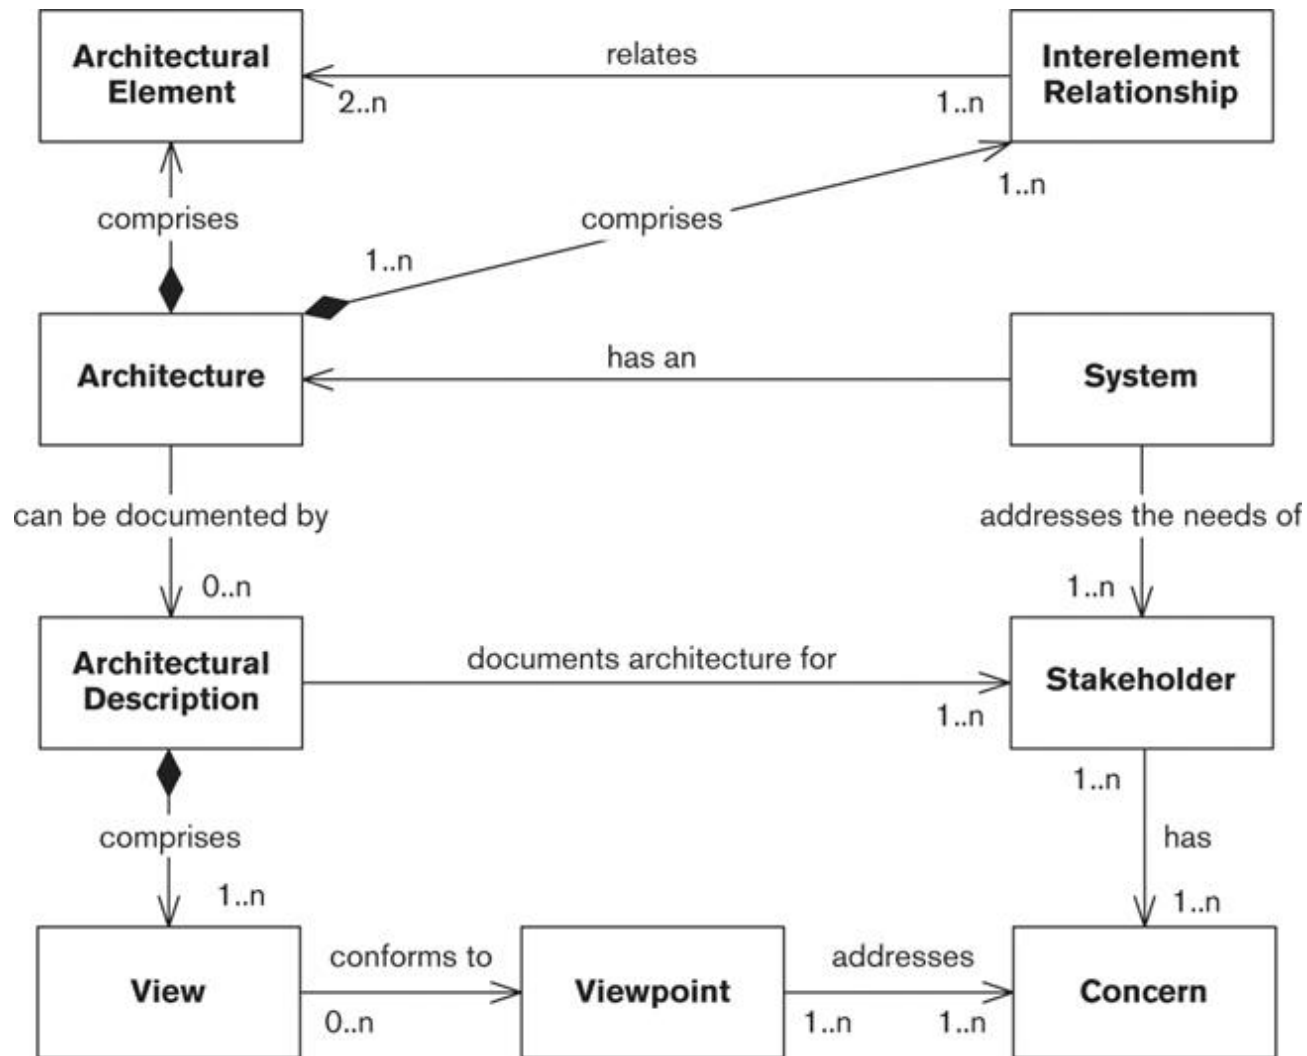 Architectural
Element
relates
2..n
1..n
Interelement
Relationship
comprises
comprises
1..n
1..n
Architecture
has an
System
can be documented by
0..n
addresses the needs of
1..n
Architectural
Description
documents architecture for
1..n
Stakeholder
comprises
1..n
1..n
has
1..n
View
conforms to
0..n
Viewpoint
addresses
1..n
1..n
Concern